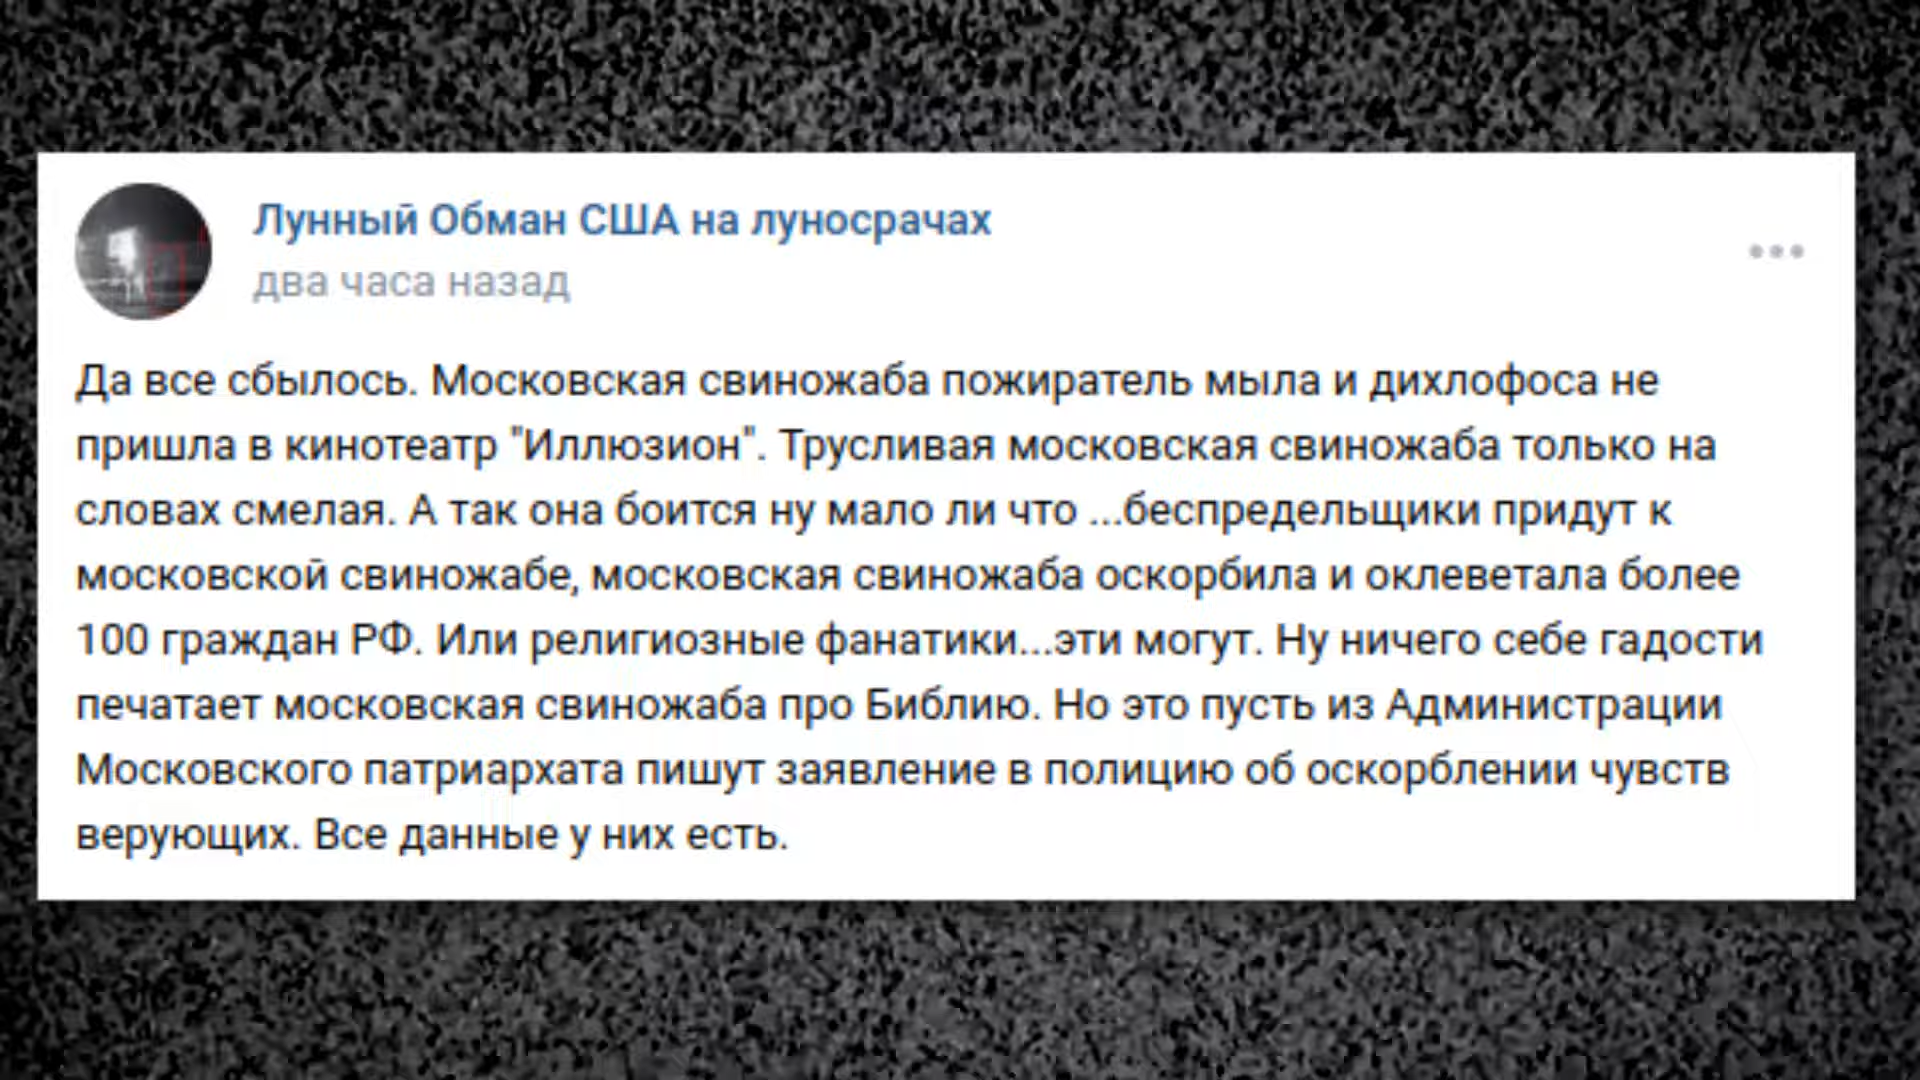 Лунный Обман США на луносрачах
два часа назад
Да все сбылось. Московская свиножаба пожиратель мыла и дихлофоса не
пришла в кинотеатр "Иллюзион". Трусливая московская свиножаба только на
словах смелая. А так она боится ну мало ли что ...беспредельщики придут к
московской свиножабе, московская свиножаба оскорбила и оклеветала более
100 граждан РФ. Или религиозные фанатики...эти могут. Ну ничего себе гадости
печатает московская свиножаба про Библию. Но это пусть из Администрации
Московского патриархата пишут заявление в полицию об оскорблении чувств
верующих. Все данные у них есть.